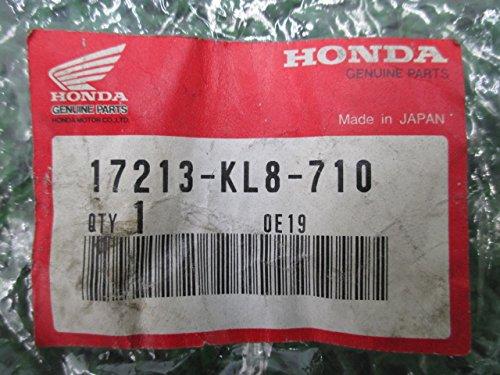 HONDA
GENUINE PARTS
HONDA MOTOR CO., LTD.
HONDA
GENUINE PARTS
Made in JAPAN
17213-KL8-710
QTY 1 0E19